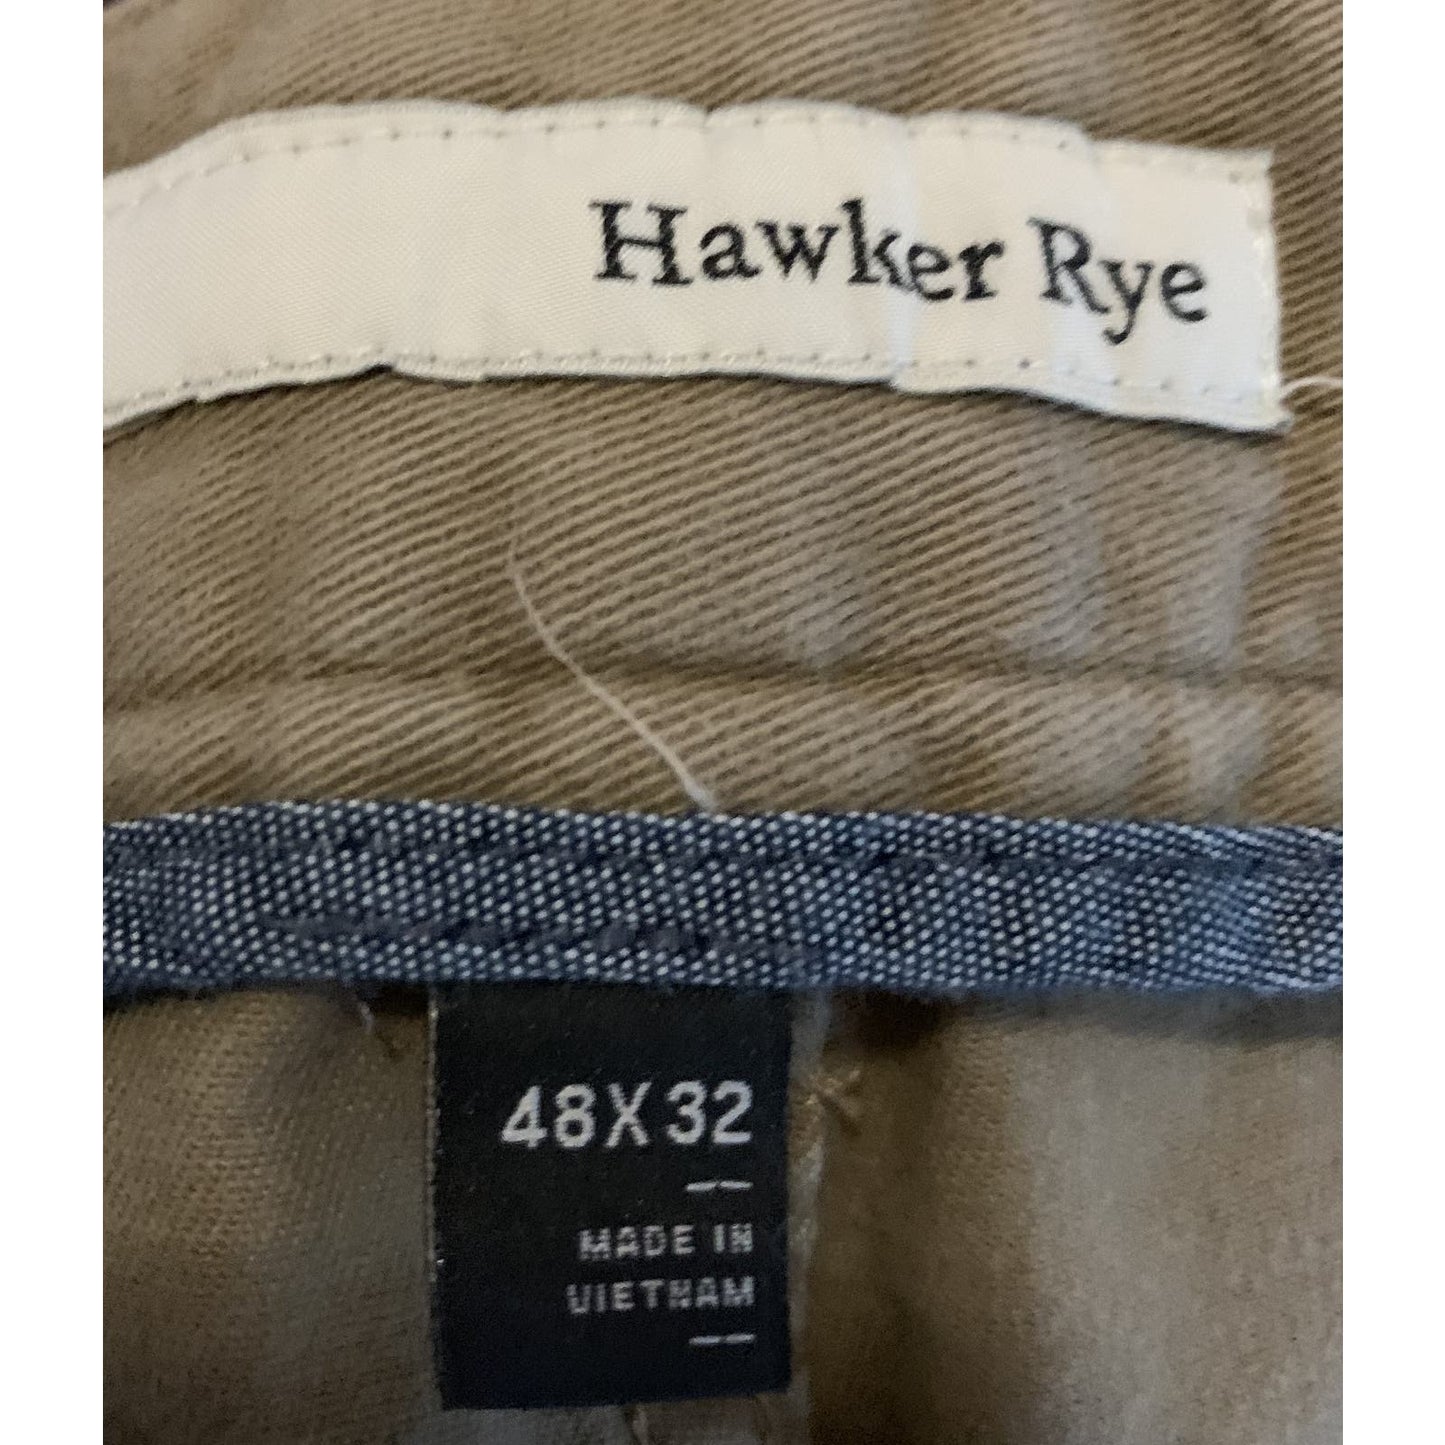 Hawker Rye
48X32
--
MADE IN
VIETNAM
--